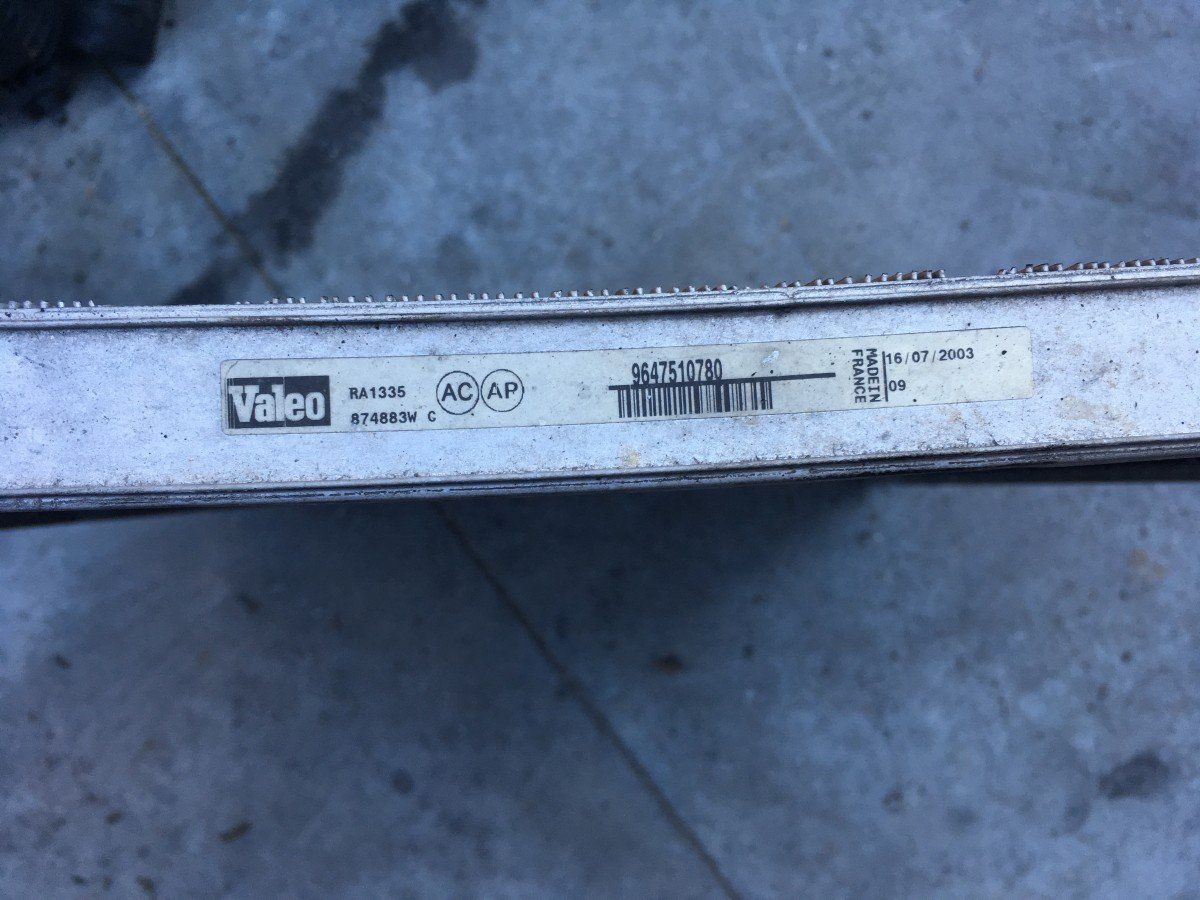 Valeo
RA1335
874883W C
AC AP
9647510780
MADE IN
FRANCE
16/07/2003
09